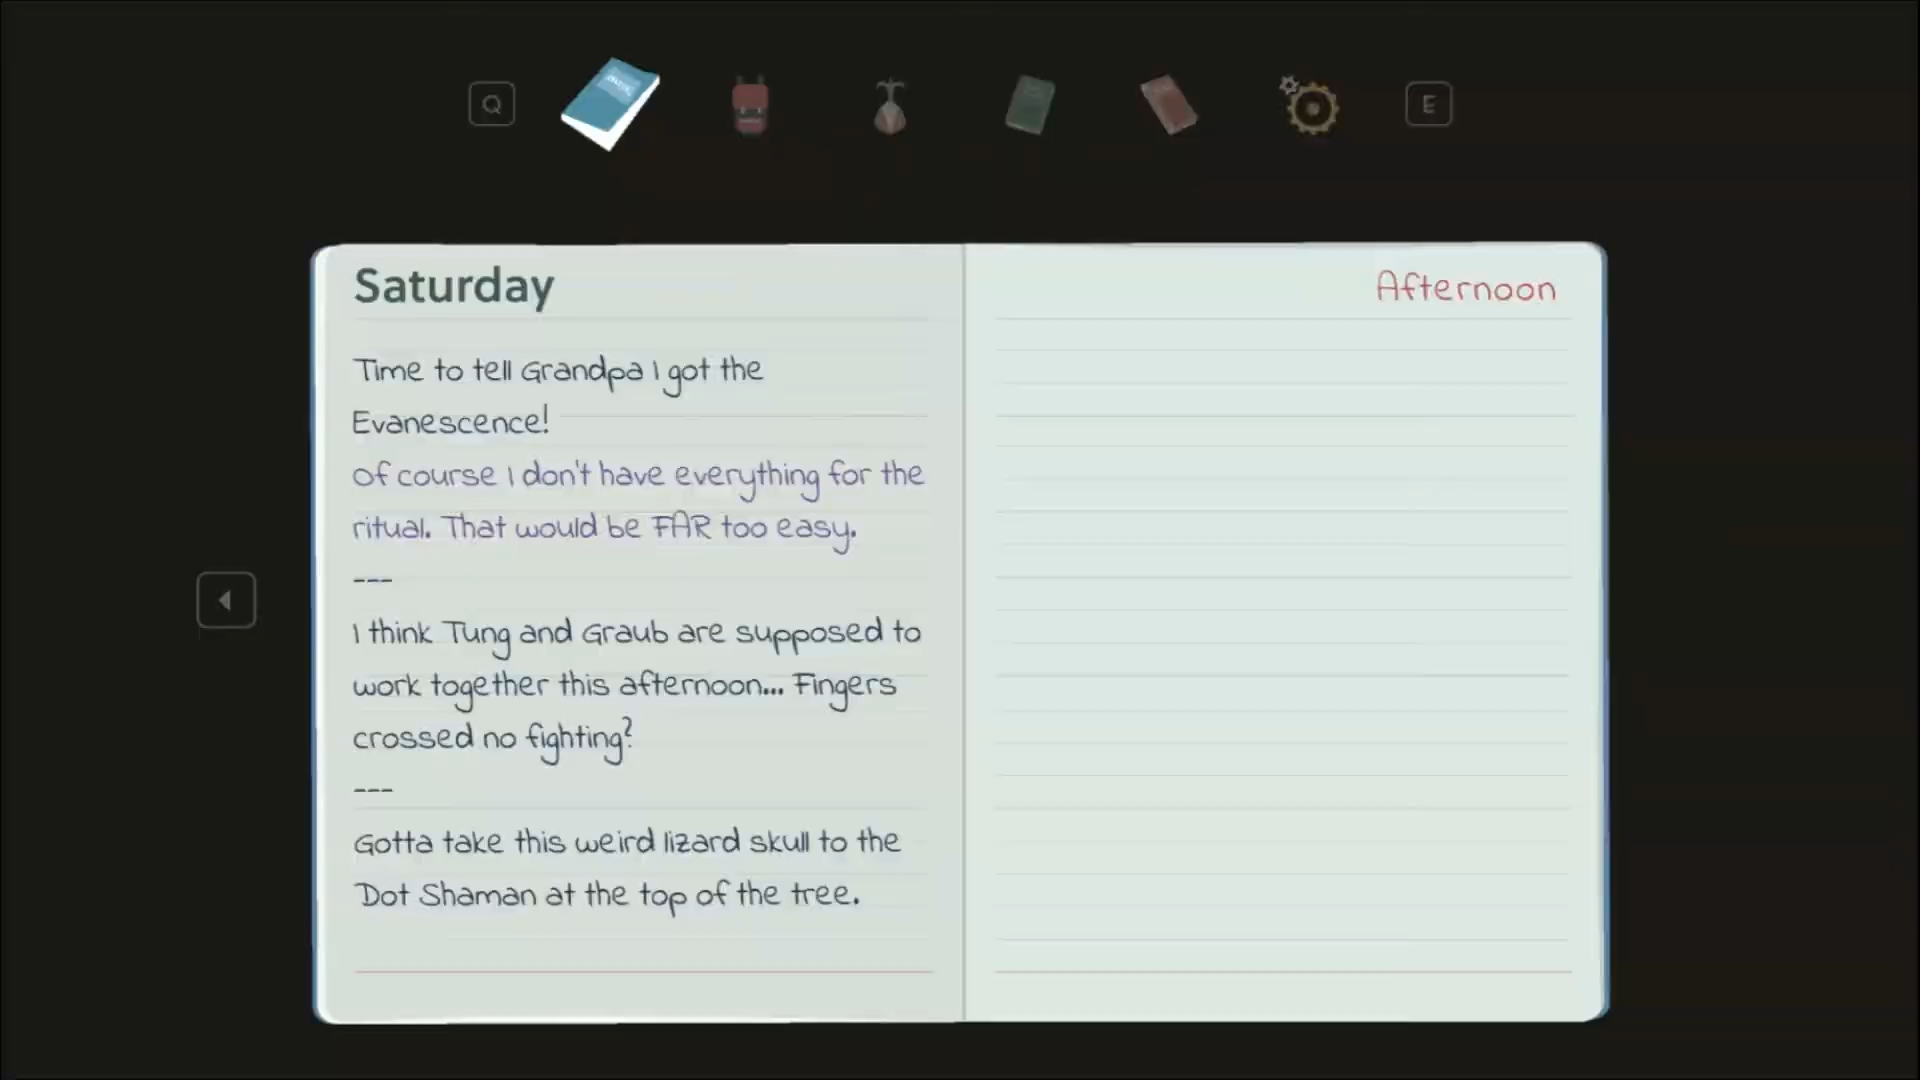 Q
E
Saturday
Afternoon
Time to tell Grandpa I got the
Evanescence!
Of course I don't have everything for the
ritual. That would be FAR too easy.
---
I think Tung and Graub are supposed to
work together this afternoon... Fingers
crossed no fighting?
---
Gotta take this weird lizard skull to the
Dot Shaman at the top of the tree.